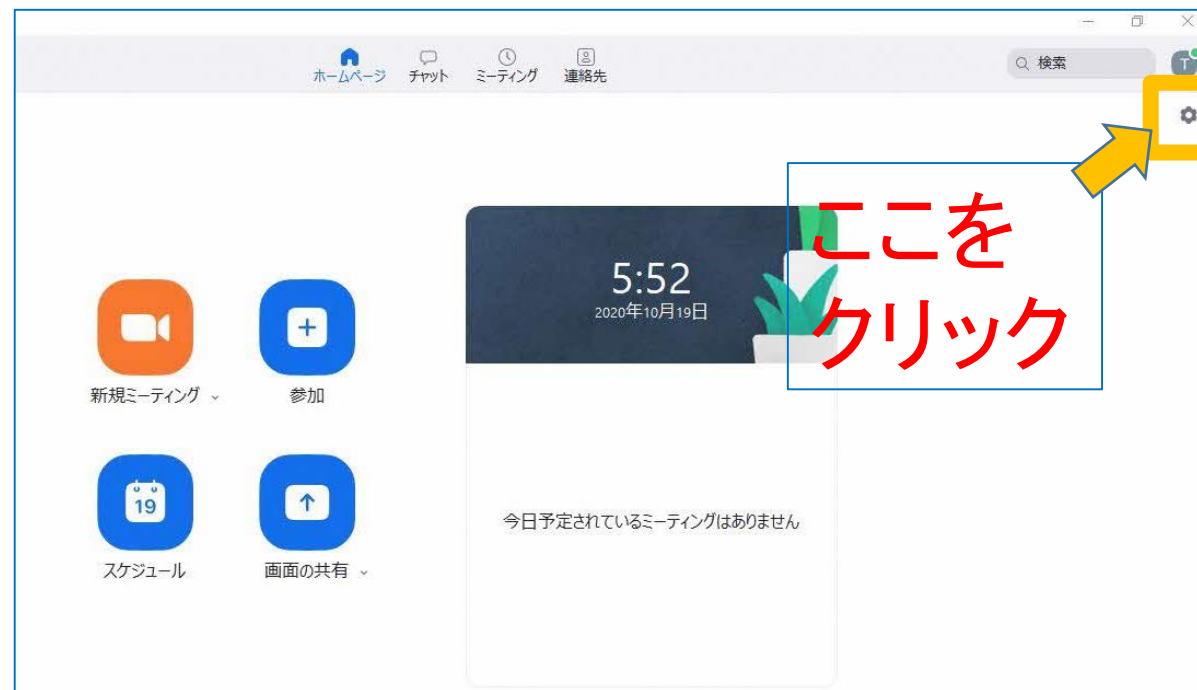 ホームページ チャット ミーティング 連絡先 検索 T
ここを
クリック
5:52
2020年10月19日
新規ミーティング 参加
19
スケジュール 画面の共有
今日予定されているミーティングはありません